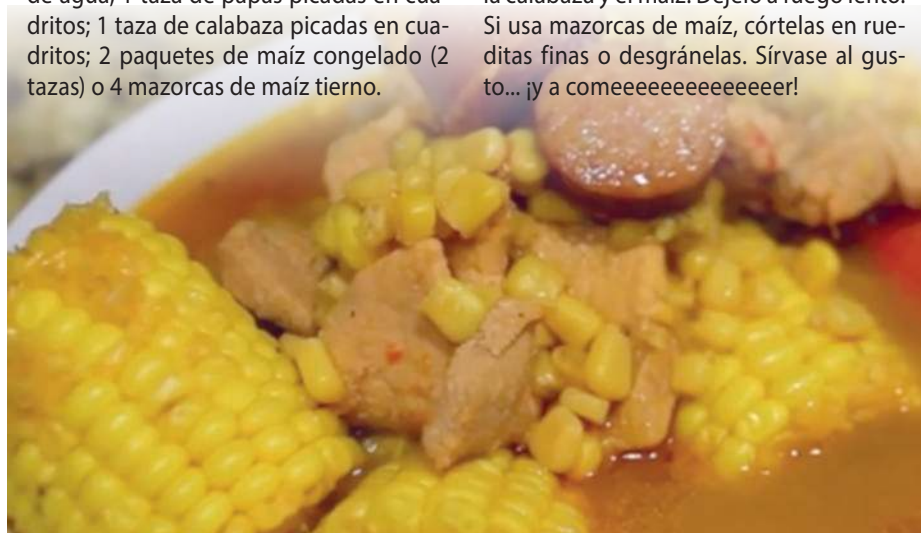 de agua; 1 taza de papas picadas en cua-
dritos; 1 taza de calabaza picadas en cua-
dritos; 2 paquetes de maíz congelado (2
tazas) o 4 mazorcas de maíz tierno.
la calabaza y el maíz. Déjelo a fuego lento.
Si usa mazorcas de maíz, córtelas en rue-
ditas finas o desgránelas. Sírvase al gus-
to... ¡y a comeeeeeeeeeeeeeer!